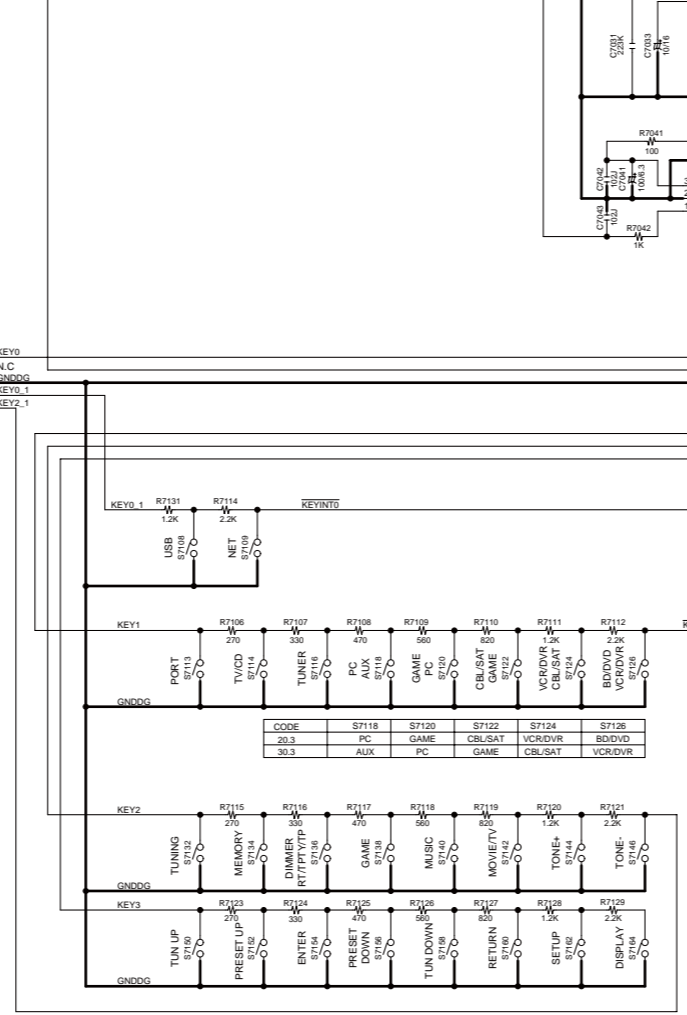 C7031
223K
C7033
10/16
R7041
100
C7042
102J
C7041
100/6.3
3
2
1
C7043
102J
R7042
1K
KEY0
N.C
GNDDG
KEY0_1
KEY2_1
KEY0_1
R7131
1.2K
R7114
2.2K
KEYINT0
USB
S7108
NET
S7109
KEY1
R7106
270
R7107
330
R7108
470
R7109
560
R7110
820
R7111
1.2K
R7112
2.2K
PORT
S7113
TV/CD
S7114
TUNER
S7116
PC
AUX
S7118
GAME
PC
S7120
CBL/SAT
GAME
S7122
VCR/DVR
CBL/SAT
S7124
BD/DVD
VCR/DVR
S7126
GNDDG
CODE S7118 S7120 S7122 S7124 S7126
20.3 PC GAME CBL/SAT VCR/DVR BD/DVD
30.3 AUX PC GAME CBL/SAT VCR/DVR
KEY2
R7115
270
R7116
330
R7117
470
R7118
560
R7119
820
R7120
1.2K
R7121
2.2K
TUNING
S7132
MEMORY
S7134
DIMMER
RT/TPTY/TP
S7136
GAME
S7138
MUSIC
S7140
MOVIE/TV
S7142
TONE+
S7144
TONE-
S7146
GNDDG
KEY3
R7123
270
R7124
330
R7125
470
R7126
560
R7127
820
R7128
1.2K
R7129
2.2K
TUN UP
S7150
PRESET UP
S7152
ENTER
S7154
PRESET
DOWN
S7156
TUN DOWN
S7158
RETURN
S7160
SETUP
S7162
DISPLAY
S7164
GNDDG